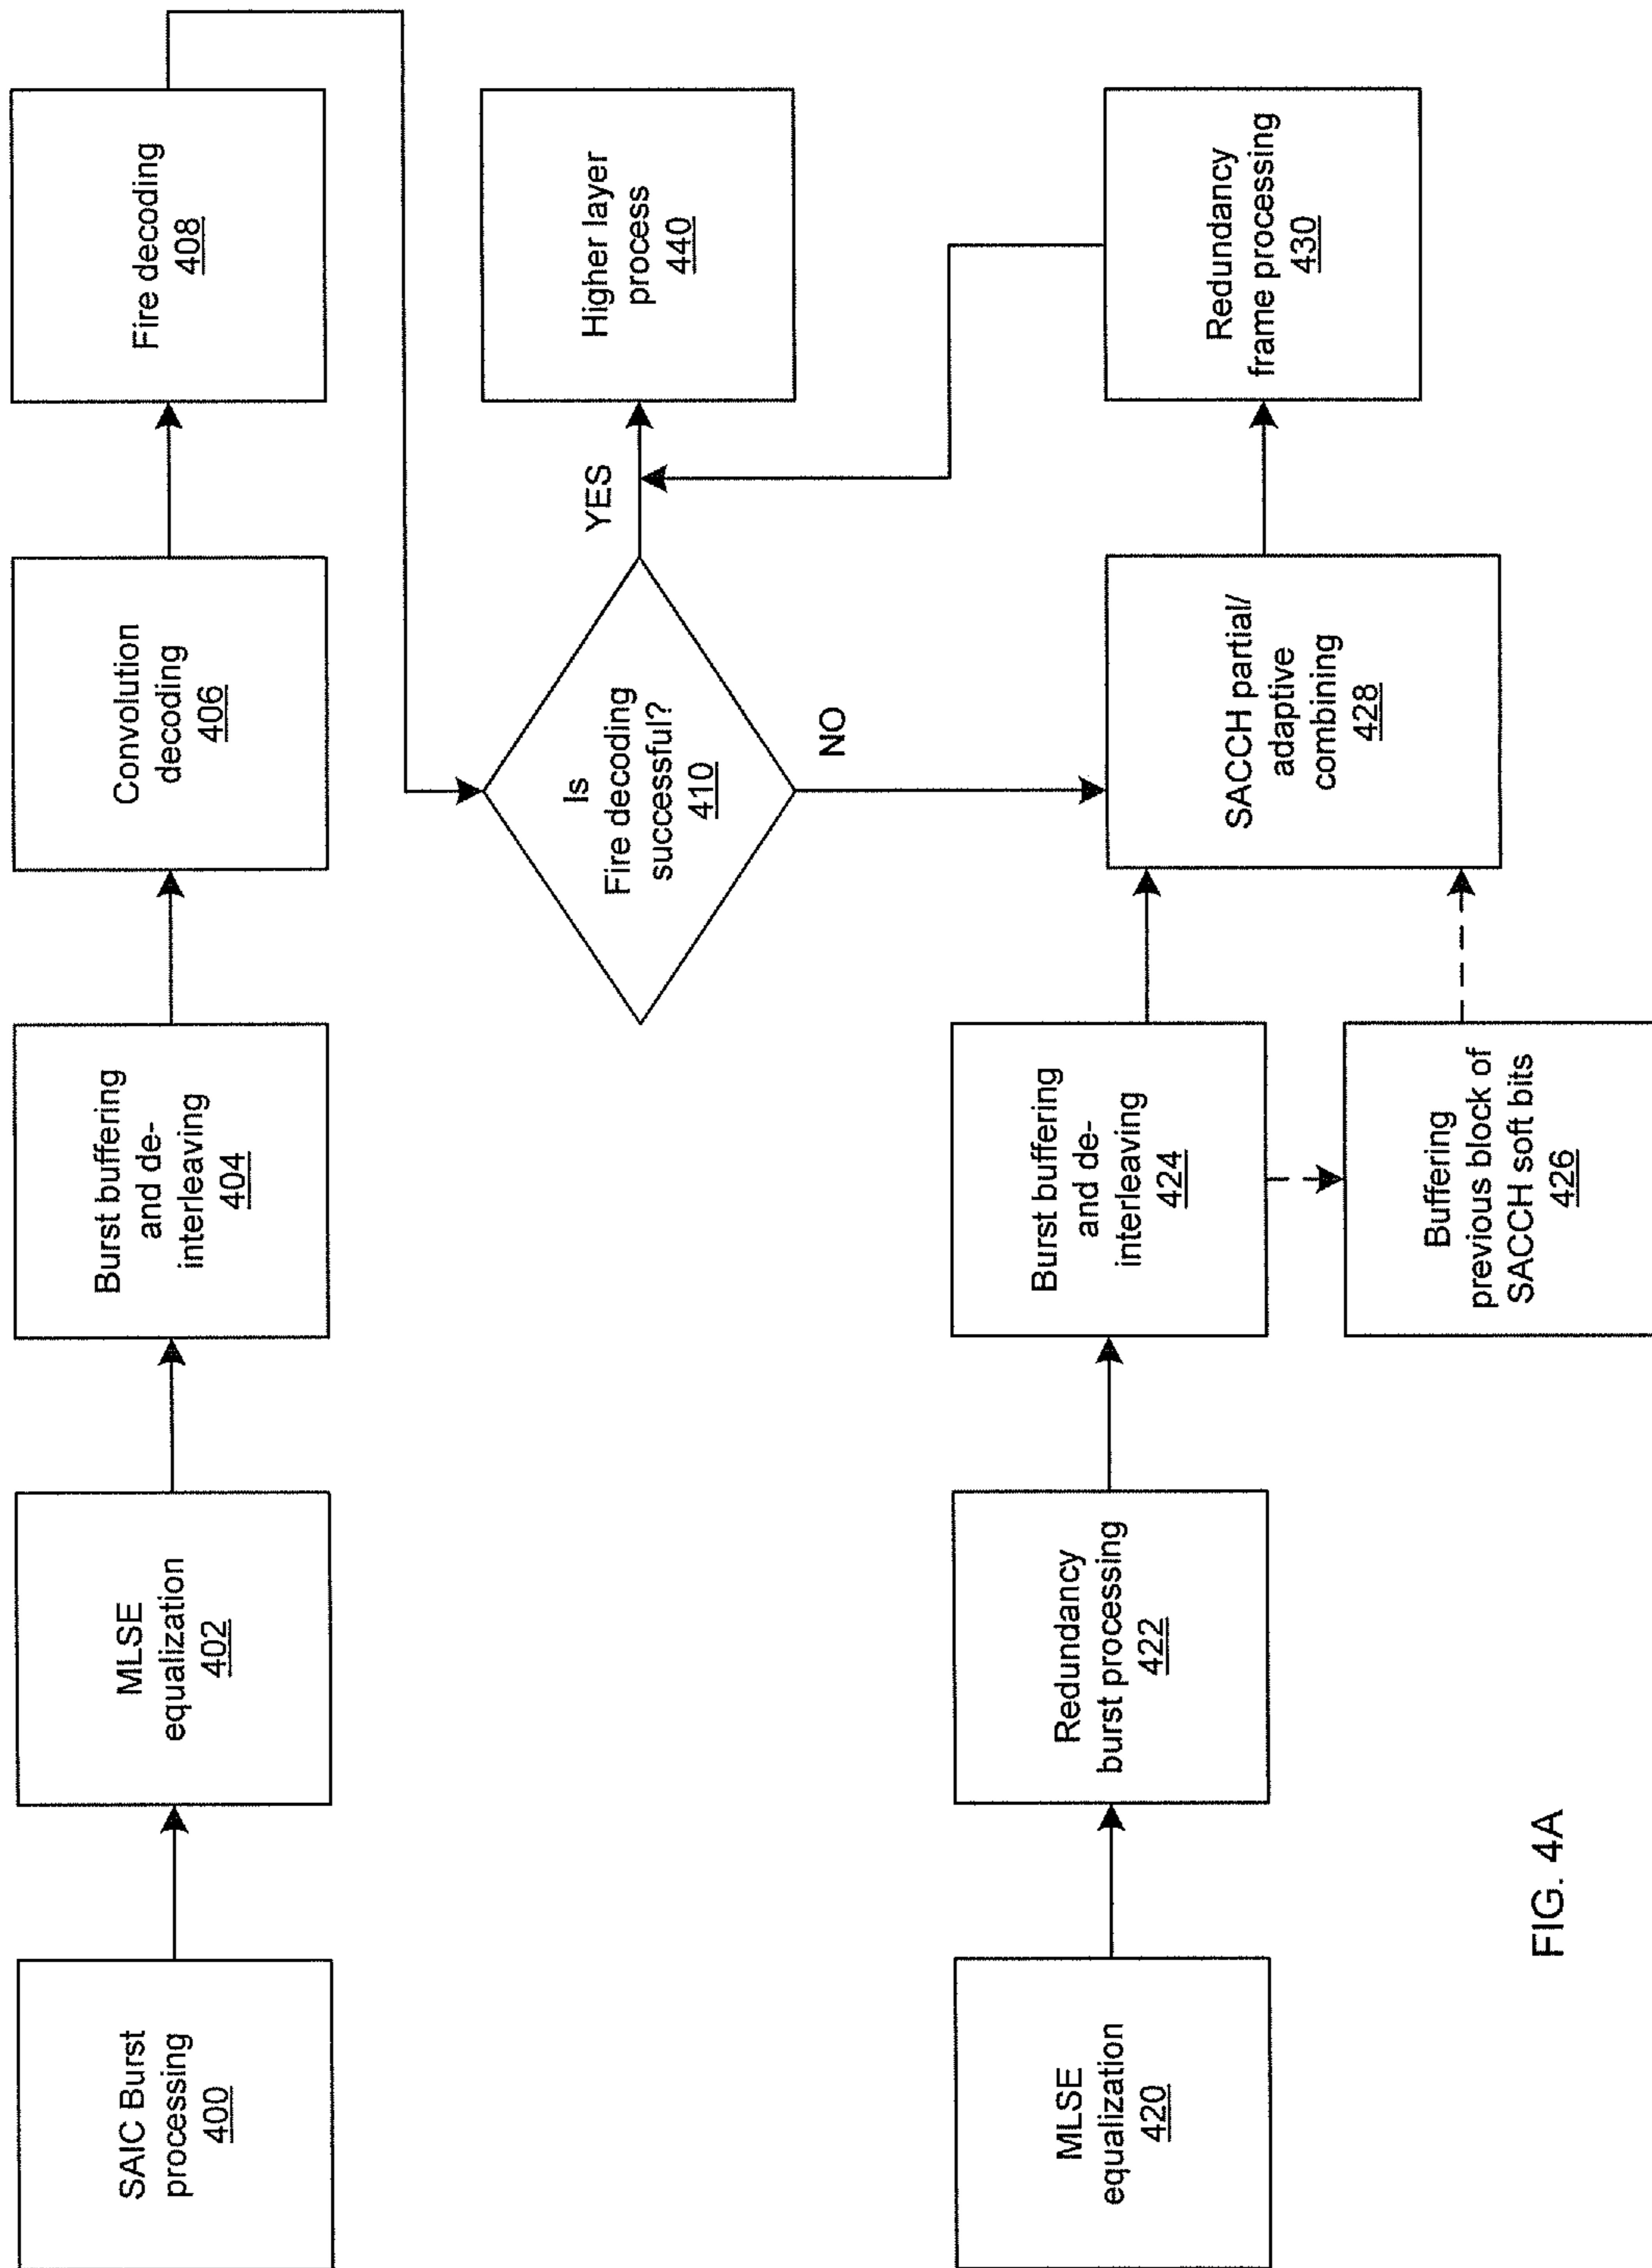 SAIC Burst
processing
400
MLSE
equalization
402
Burst buffering
and de-
interleaving
404
Convolution
decoding
406
Fire decoding
408
Is
Fire decoding
successful?
410
YES
NO
Higher layer
process
440
MLSE
equalization
420
Redundancy
burst processing
422
Burst buffering
and de-
interleaving
424
Buffering
previous block of
SACCH soft bits
426
SACCH partial/
adaptive
combining
428
Redundancy
frame processing
430
FIG. 4A